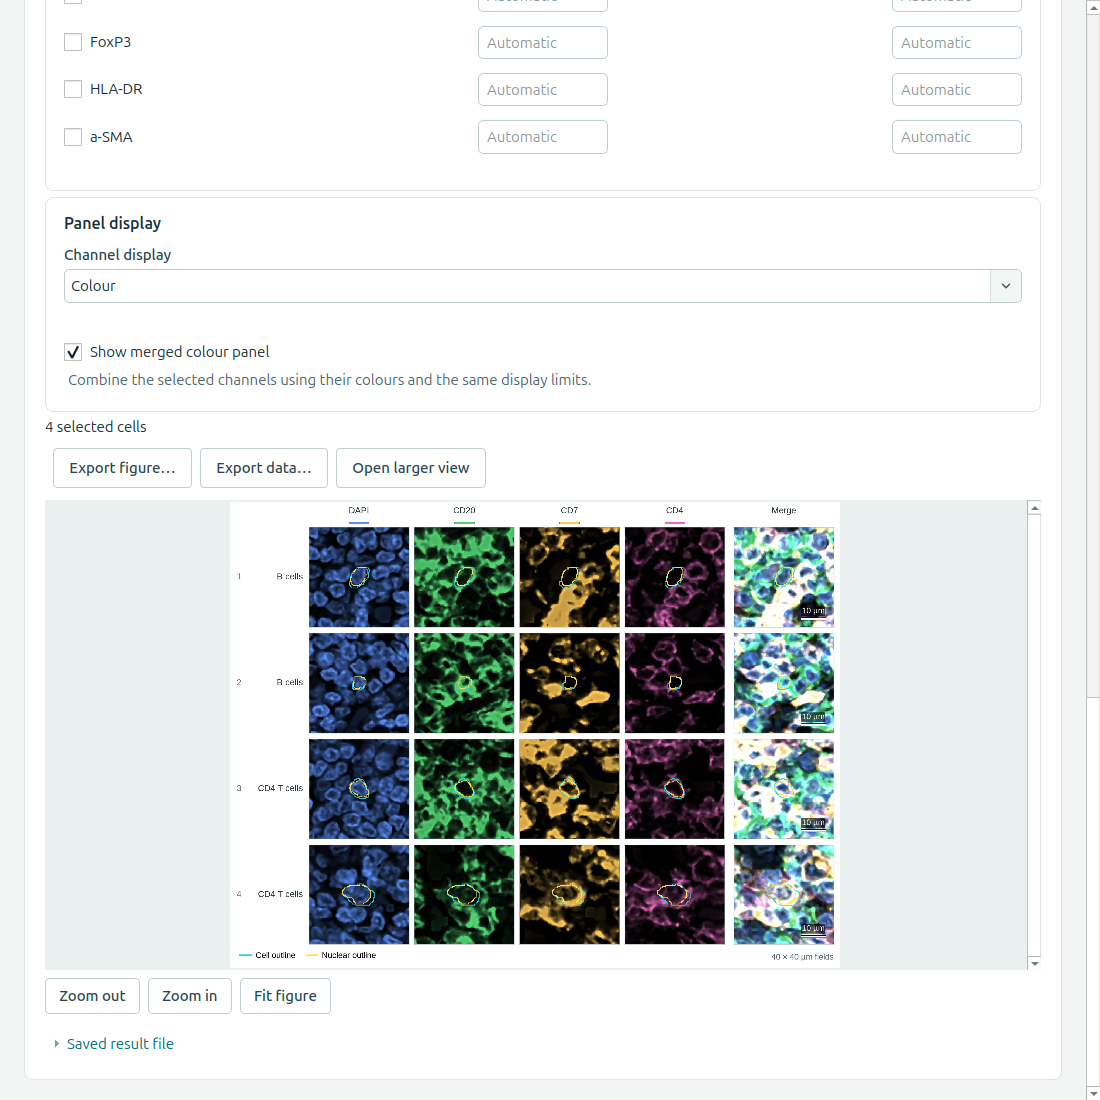 FoxP3 Automatic Automatic
HLA-DR Automatic Automatic
a-SMA Automatic Automatic
Panel display
Channel display
Colour
Show merged colour panel
Combine the selected channels using their colours and the same display limits.
4 selected cells
Export figure... Export data... Open larger view
DAPI CD20 CD7 CD4 Merge
1 B cells
10 µm
2 B cells
10 µm
3 CD4 T cells
10 µm
4 CD4 T cells
10 µm
Cell outline Nuclear outline 40 × 40 µm fields
Zoom out Zoom in Fit figure
Saved result file